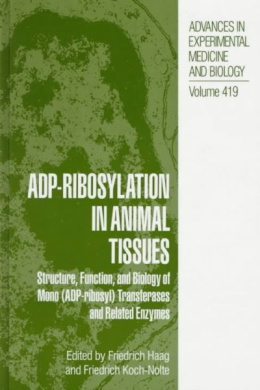 ADVANCES IN
EXPERIMENTAL
MEDICINE
AND BIOLOGY
Volume 419
ADP-RIBOSYLATION
IN ANIMAL
TISSUES
Structure, Function, and Biology of
Mono (ADP-ribosyl) Transferases
and Related Enzymes
Edited by Friedrich Haag
and Friedrich Koch-Nolte